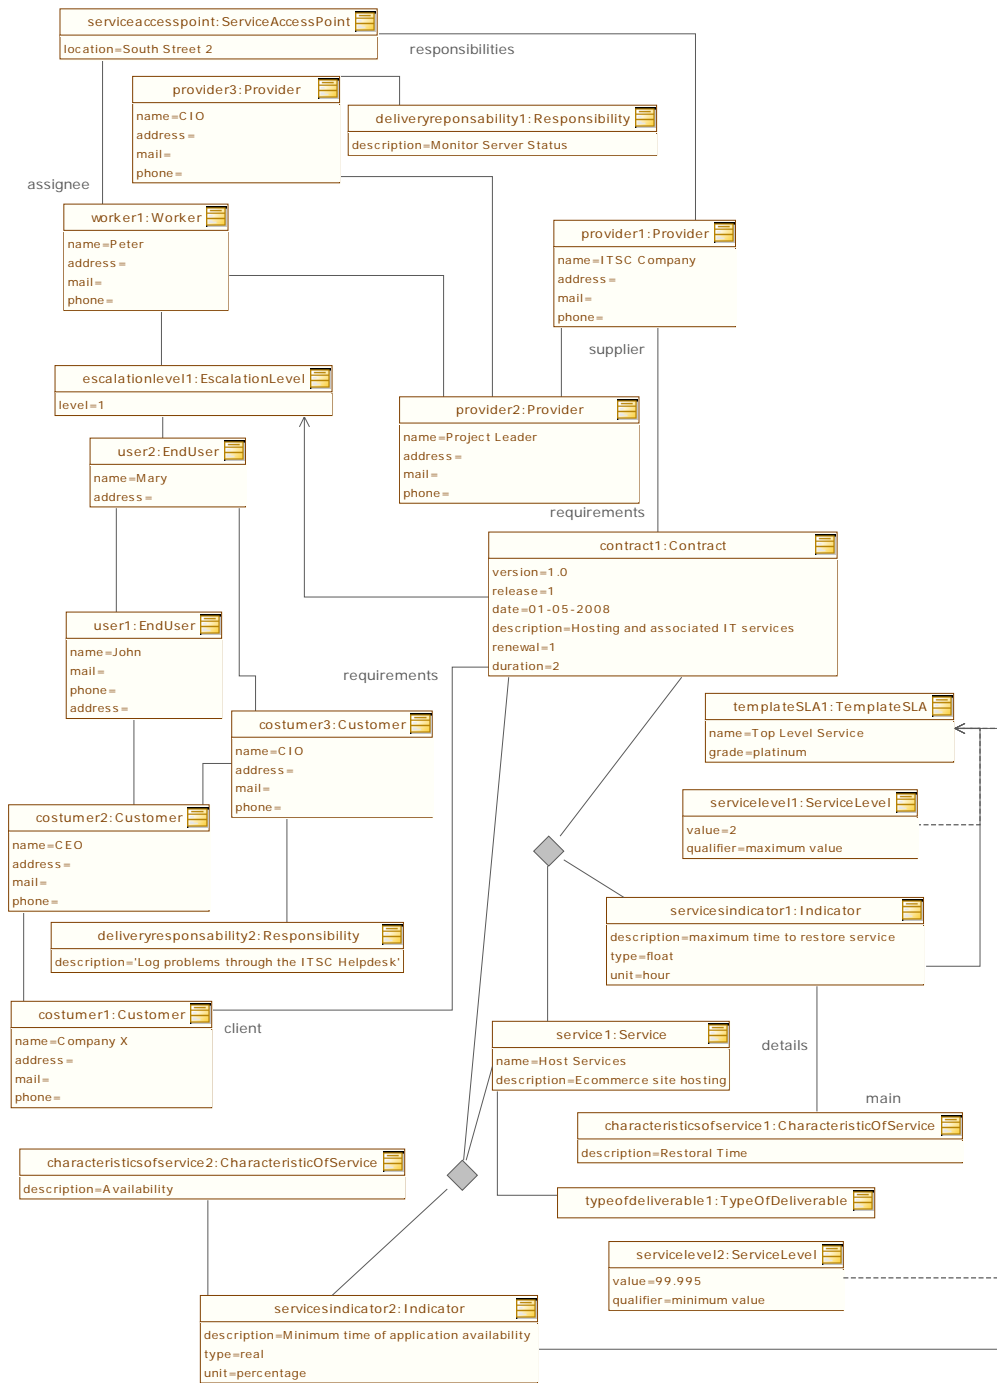 serviceaccesspoint:ServiceAccessPoint
location=South Street 2
responsibilities
provider3:Provider
name=CIO
address=
mail=
phone=
deliveryreponsability1:Responsibility
description=Monitor Server Status
assignee
worker1:Worker
name=Peter
address=
mail=
phone=
provider1:Provider
name=ITSC Company
address=
mail=
phone=
supplier
escalationlevel1:EscalationLevel
level=1
provider2:Provider
name=Project Leader
address=
mail=
phone=
user2:EndUser
name=Mary
address=
requirements
contract1:Contract
version=1.0
release=1
date=01-05-2008
description=Hosting and associated IT services
renewal=1
duration=2
user1:EndUser
name=John
mail=
phone=
address=
requirements
templateSLA1:TemplateSLA
name=Top Level Service
grade=platinum
costumer3:Customer
name=CIO
address=
mail=
phone=
servicelevel1:ServiceLevel
value=2
qualifier=maximum value
costumer2:Customer
name=CEO
address=
mail=
phone=
servicesindicator1:Indicator
description=maximum time to restore service
type=float
unit=hour
deliveryresponsability2:Responsibility
description='Log problems through the ITSC Helpdesk'
costumer1:Customer
name=Company X
address=
mail=
phone=
client
service1:Service
name=Host Services
description=Ecommerce site hosting
details
main
characteristicsofservice1:CharacteristicOfService
description=Restoral Time
characteristicsofservice2:CharacteristicOfService
description=Availability
typeofdeliverable1:TypeOfDeliverable
servicelevel2:ServiceLevel
value=99.995
qualifier=minimum value
servicesindicator2:Indicator
description=Minimum time of application availability
type=real
unit=percentage